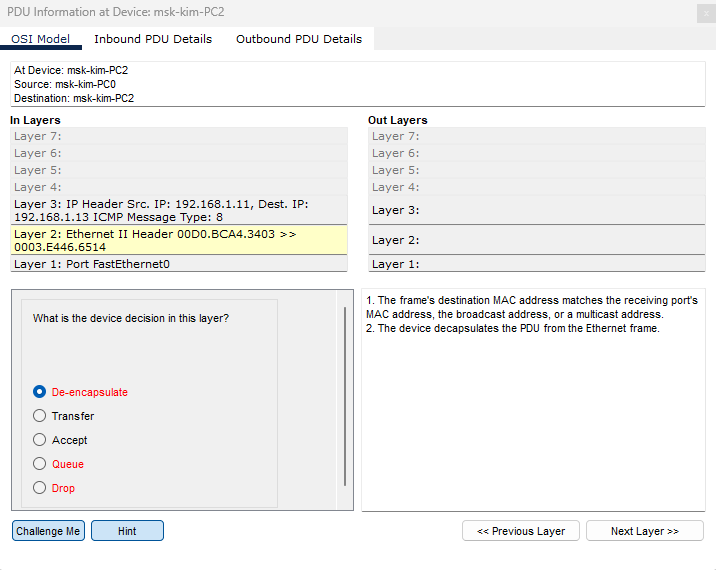 PDU Information at Device: msk-kim-PC2
x
OSI Model Inbound PDU Details Outbound PDU Details
At Device: msk-kim-PC2
Source: msk-kim-PC0
Destination: msk-kim-PC2
In Layers
Layer 7:
Layer 6:
Layer 5:
Layer 4:
Layer 3: IP Header Src. IP: 192.168.1.11, Dest. IP:
192.168.1.13 ICMP Message Type: 8
Layer 2: Ethernet II Header 00D0.BCA4.3403 >>
0003.E446.6514
Layer 1: Port FastEthernet0
Out Layers
Layer 7:
Layer 6:
Layer 5:
Layer 4:
Layer 3:
Layer 2:
Layer 1:
What is the device decision in this layer?
De-encapsulate
Transfer
Accept
Queue
Drop
1. The frame's destination MAC address matches the receiving port's
MAC address, the broadcast address, or a multicast address.
2. The device decapsulates the PDU from the Ethernet frame.
Challenge Me Hint << Previous Layer Next Layer >>